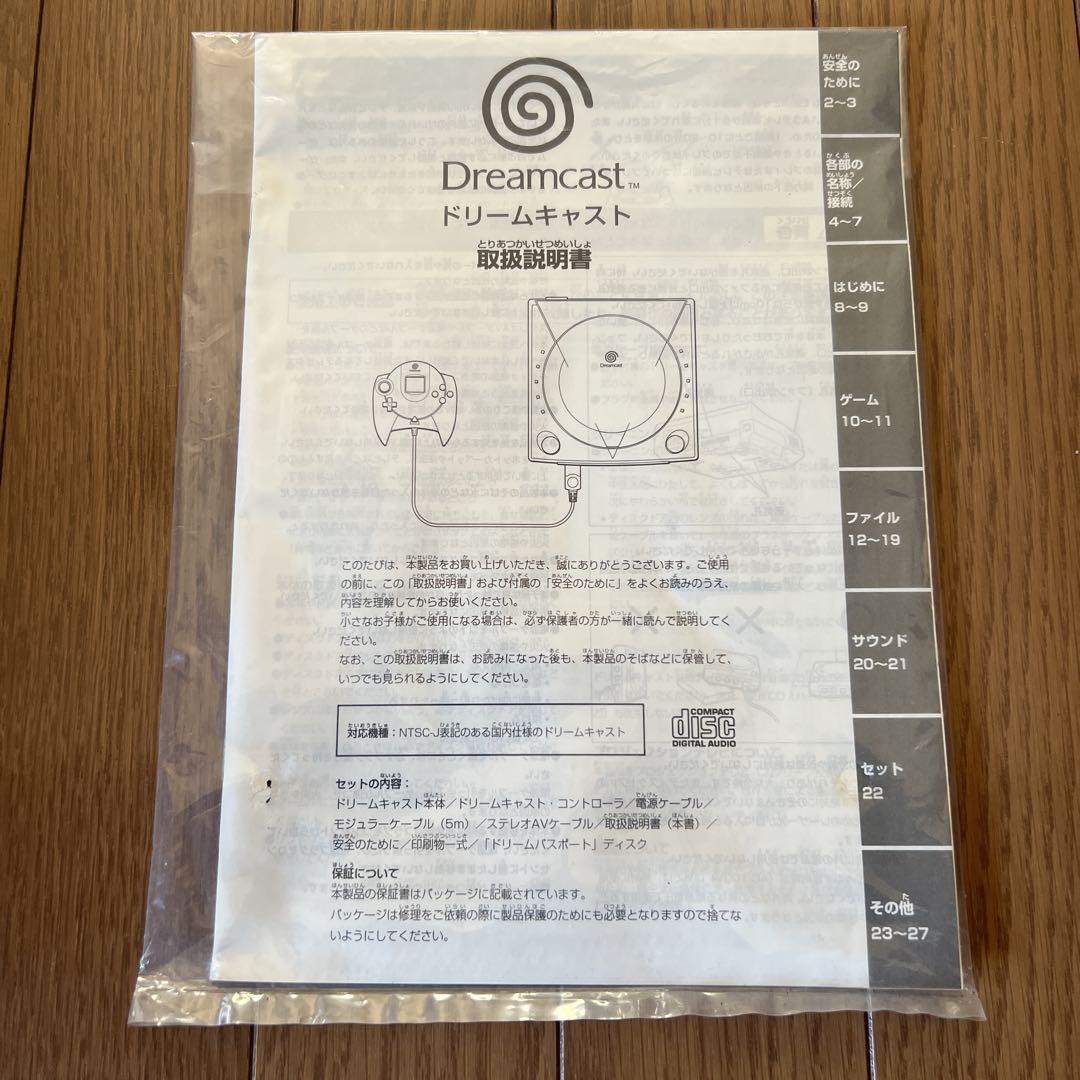 Dreamcast™
ドリームキャスト
とりあつかいせつめいしょ
取扱説明書
Dreamcast
このたびは、本製品をお買い上げいただき、誠にありがとうございます。ご使用
の前に、この「取扱説明書」および付属の「安全のために」をよくお読みのうえ、
内容を理解してからお使いください。
小さなお子様がご使用になる場合は、必ず保護者の方が一緒に読んで説明してく
ださい。
なお、この取扱説明書は、お読みになった後も、本製品のそばなどに保管して、
いつでも見られるようにしてください。
対応機種：NTSC-J表記のある国内仕様のドリームキャスト
COMPACT
disc
DIGITAL AUDIO
セットの内容：
ドリームキャスト本体／ドリームキャスト・コントローラ／電源ケーブル／
モジュラーケーブル（5m）／ステレオAVケーブル／取扱説明書（本書）／
安全のために／印刷物一式／「ドリームパスポート」ディスク
保証について
本製品の保証書はパッケージに記載されています。
パッケージは修理をご依頼の際に製品保護のためにも必要となりますので捨てな
いようにしてください。
安全の
ために
2～3
各部の
名称／
接続
4～7
はじめに
8～9
ゲーム
10～11
ファイル
12～19
サウンド
20～21
セット
22
その他
23～27